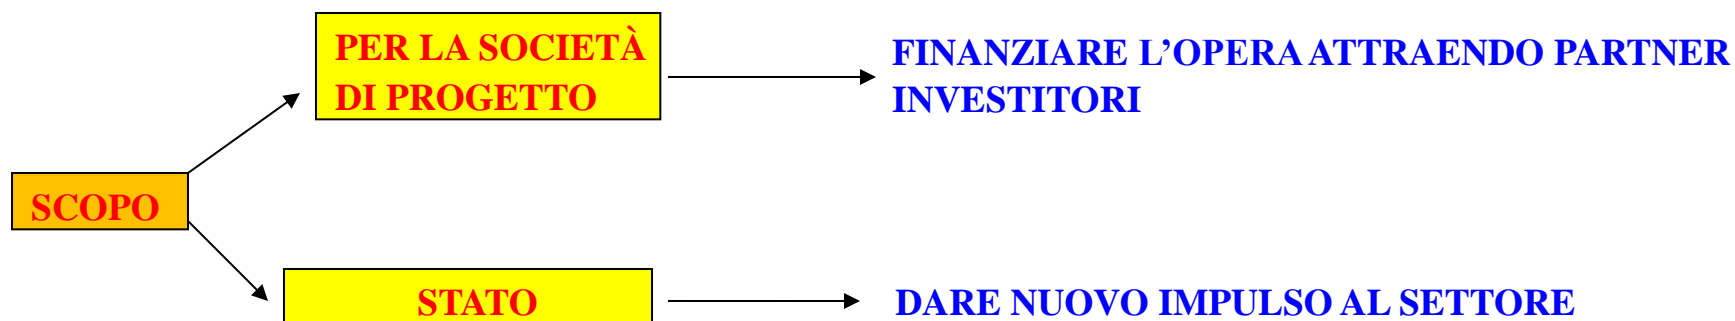 PER LA SOCIETÀ
DI PROGETTO
FINANZIARE L’OPERA ATTRAENDO PARTNER
INVESTITORI
SCOPO
STATO
DARE NUOVO IMPULSO AL SETTORE